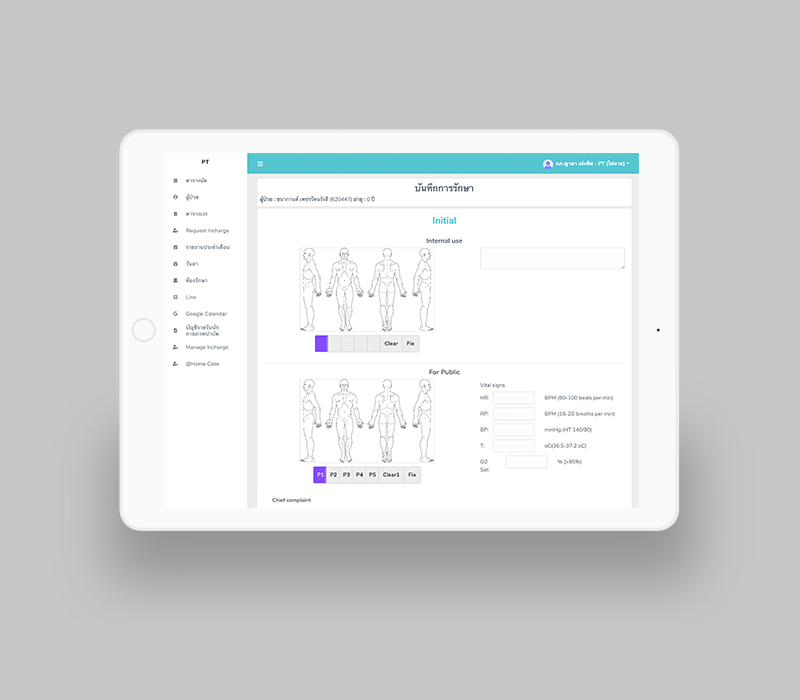 PT
ตารางนัด
ผู้ป่วย
ตารางเวร
Request Incharge
รายงานประจำเดือน
วันลา
ห้องรักษา
Line
Google Calendar
บัญชีรายรับนัก
กายภาพบำบัด
Manage Incharge
@Home Case
- PT
บันทึกการรักษา
ผู้ป่วย : (620447) อายุ : 0 ปี
Initial
Internal use
Clear Fix
For Public
P1 P2 P3 P4 P5 Clear1 Fix
Vital signs
HR: BPM (60-100 beats per min)
RP: BPM (16-20 breaths per min)
BP: mmHg (HT 140/90)
T: oC(36.5-37.2 oC)
O2 % (>95%)
Sat:
Chief complaint